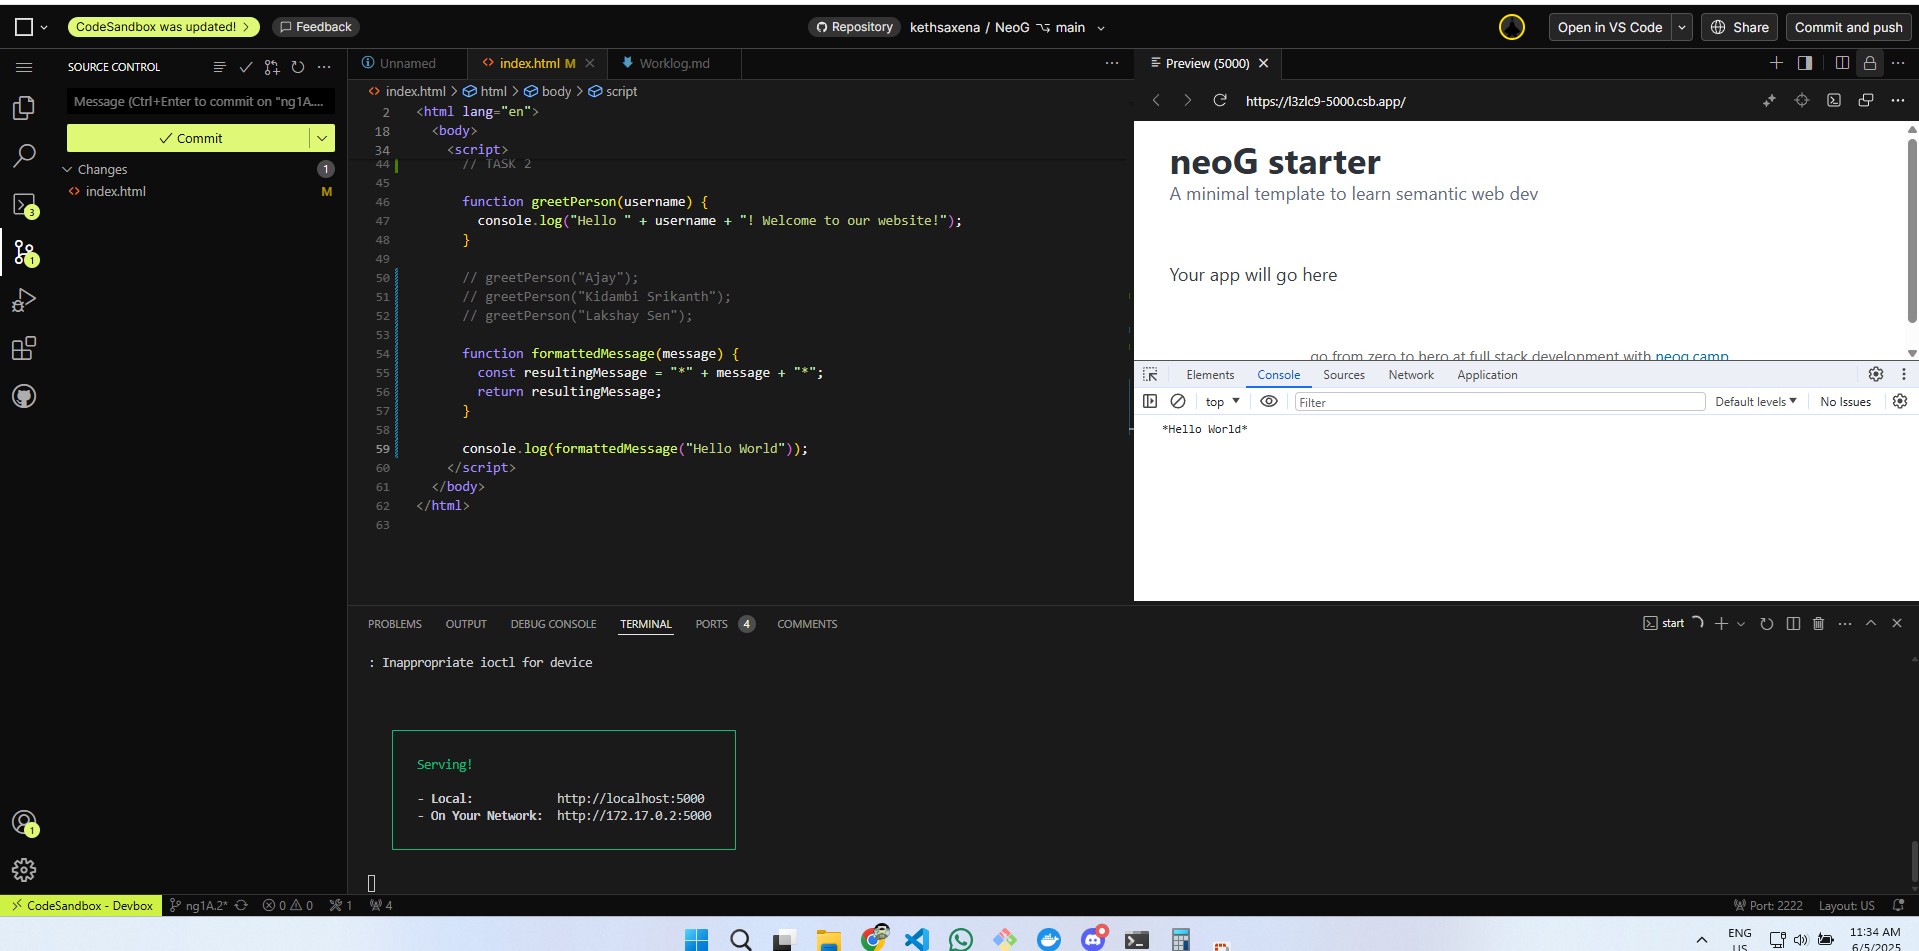 CodeSandbox was updated!
Feedback
Repository
kethsaxena / NeoG
main
Open in VS Code
Share
Commit and push
SOURCE CONTROL
Message (Ctrl+Enter to commit on "ng1A....
Commit
Changes
1
index.html
M
3
1
1
Unnamed
index.html M
Worklog.md
index.html > html > body > script
2 <html lang="en">
18 <body>
34 <script>
44 // TASK 2
45
46 function greetPerson(username) {
47 console.log("Hello " + username + "! Welcome to our website!");
48 }
49
50 // greetPerson("Ajay");
51 // greetPerson("Kidambi Srikanth");
52 // greetPerson("Lakshay Sen");
53
54 function formattedMessage(message) {
55 const resultingMessage = "*" + message + "*";
56 return resultingMessage;
57 }
58
59 console.log(formattedMessage("Hello World"));
60 </script>
61 </body>
62 </html>
63
Preview (5000)
https://l3zlc9-5000.csb.app/
neoG starter
A minimal template to learn semantic web dev
Your app will go here
go from zero to hero at full stack development with neog camp
Elements
Console
Sources
Network
Application
top
Filter
Default levels
No Issues
*Hello World*
PROBLEMS
OUTPUT
DEBUG CONSOLE
TERMINAL
PORTS 4
COMMENTS
start
: Inappropriate ioctl for device
Serving!
- Local: http://localhost:5000
- On Your Network: http://172.17.0.2:5000
CodeSandbox - Devbox
ng1A.2*
0
0
1
4
Port: 2222
Layout: US
ENG
US
11:34 AM
6/5/2025